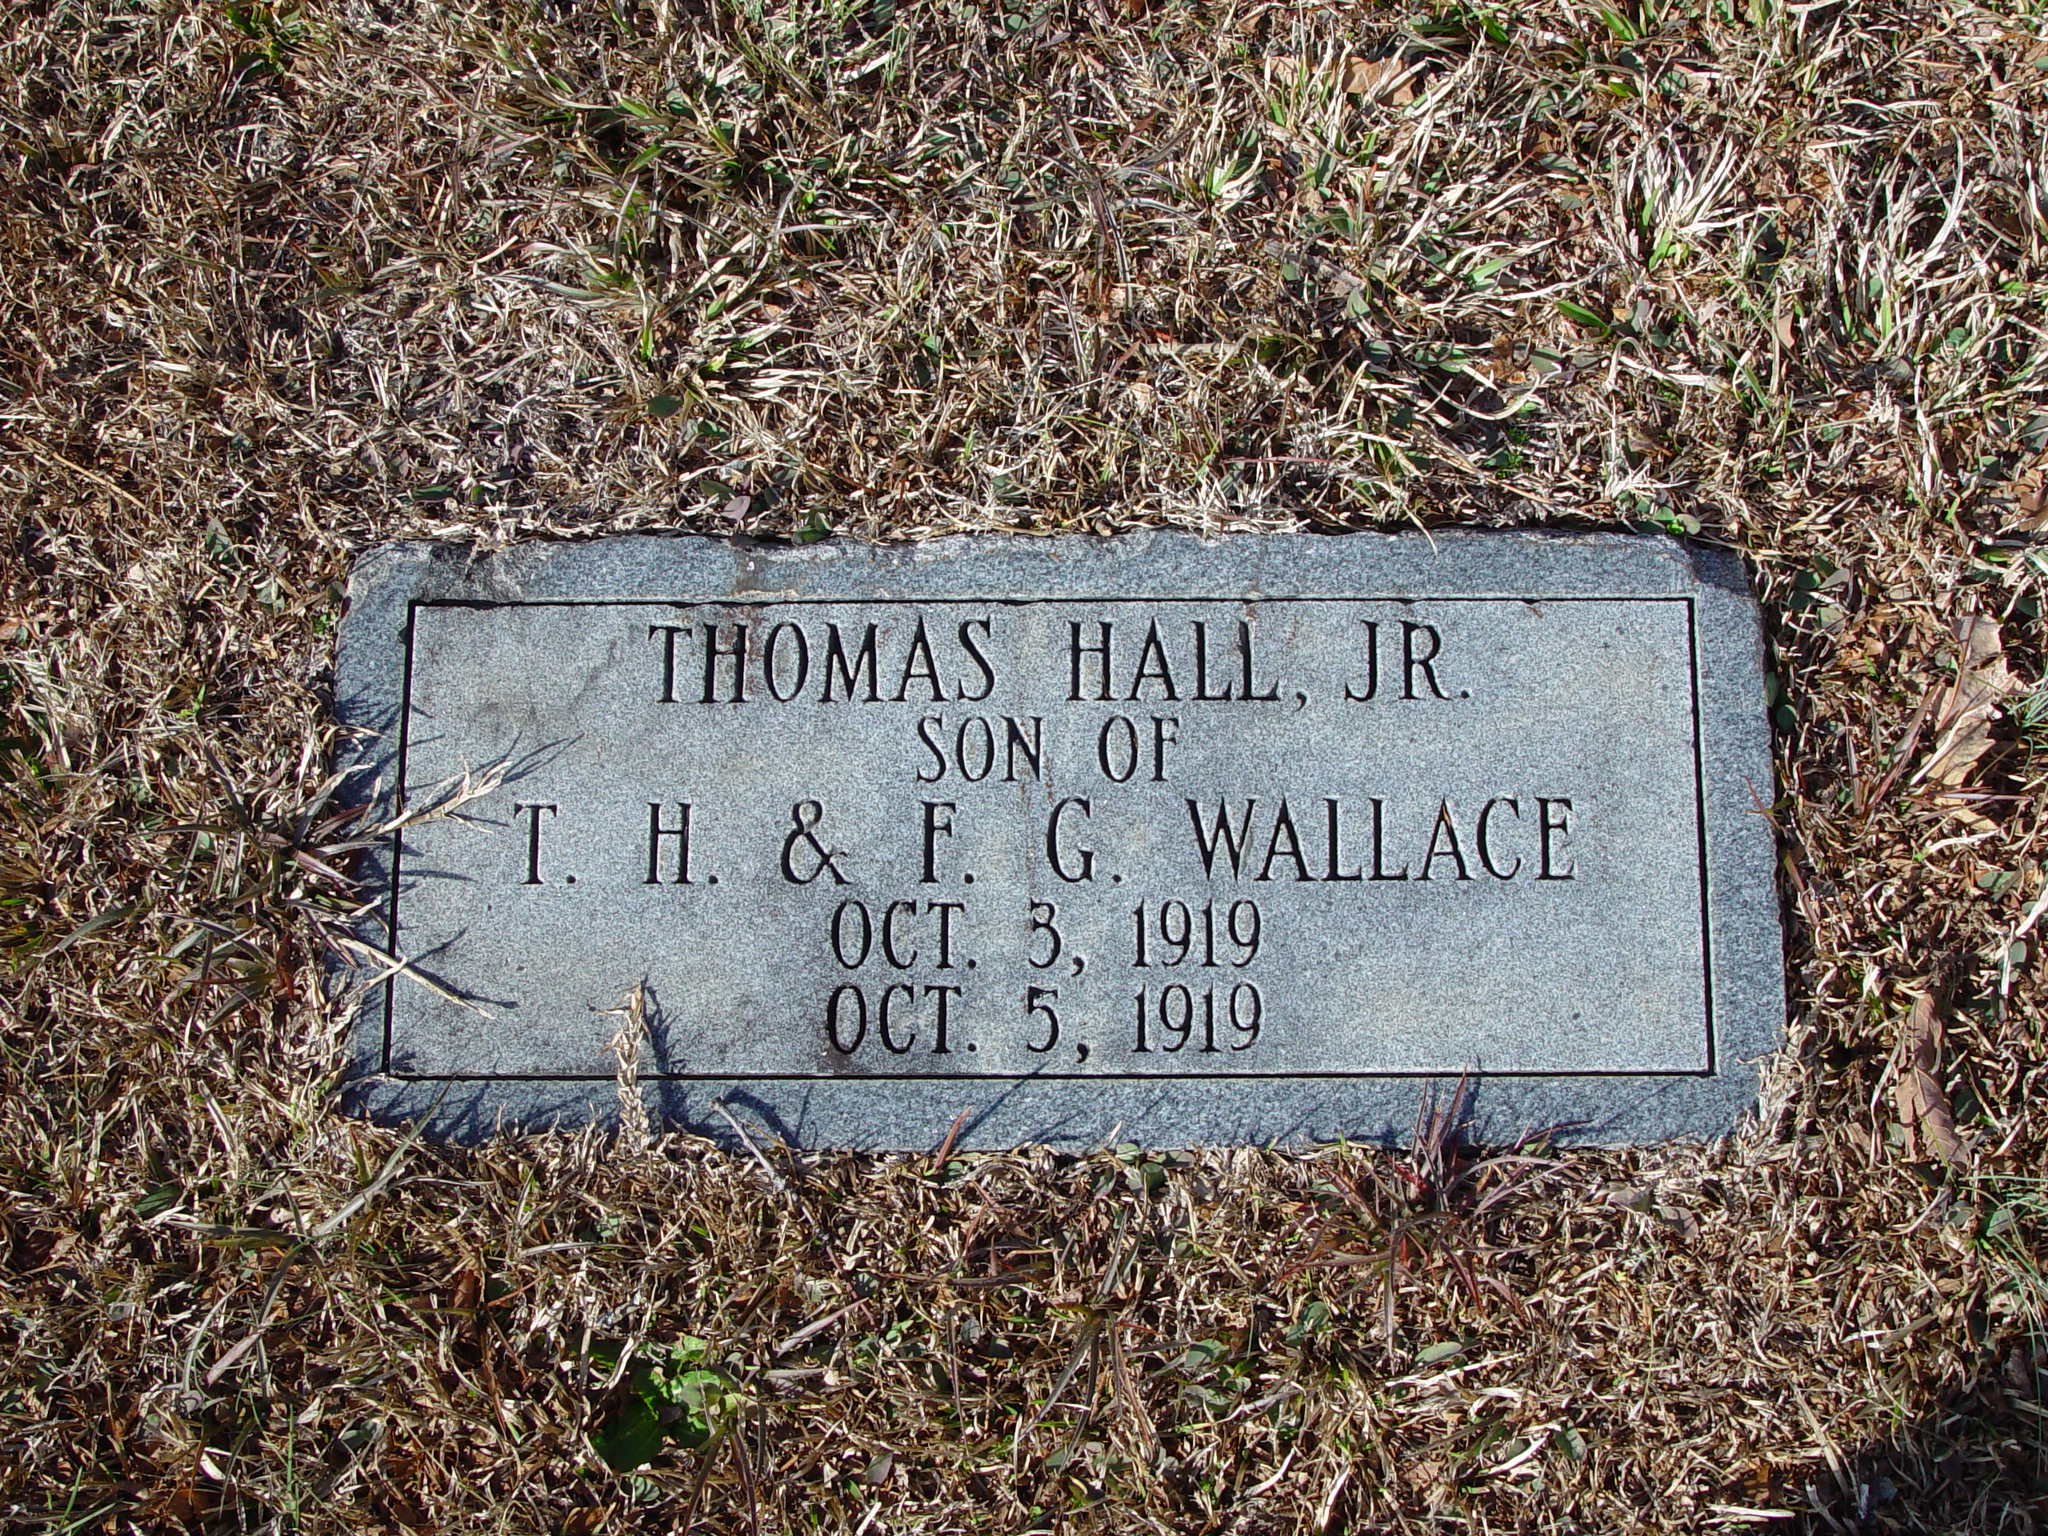 THOMAS HALL, JR.
SON OF
T. H. & F. G. WALLACE
OCT. 3, 1919
OCT. 5, 1919